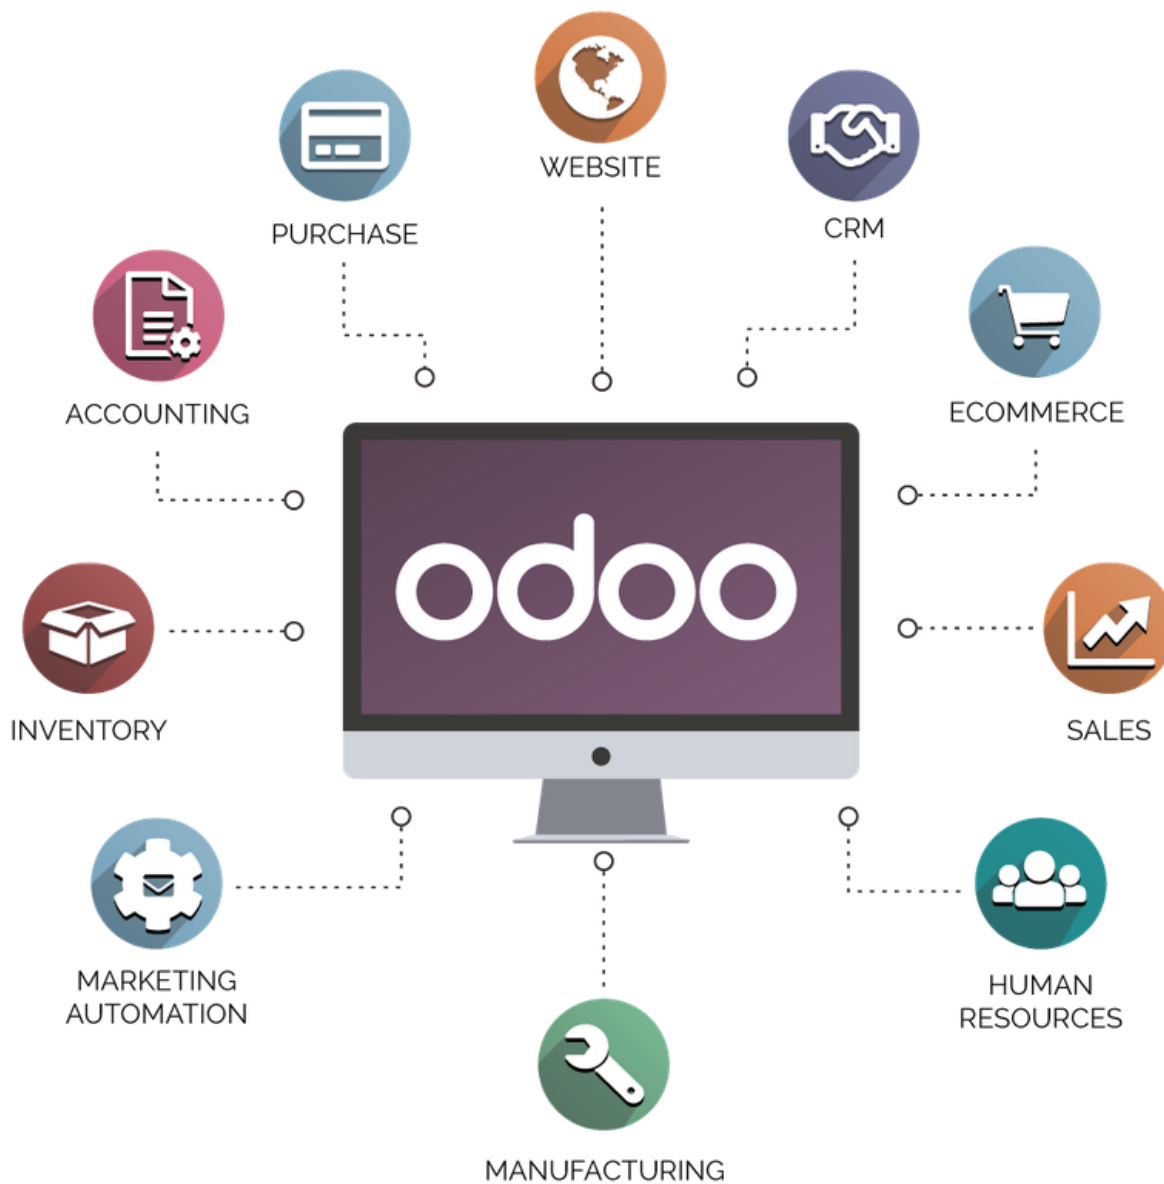 WEBSITE
PURCHASE
CRM
ACCOUNTING
ECOMMERCE
odoo
INVENTORY
SALES
MARKETING
AUTOMATION
HUMAN
RESOURCES
MANUFACTURING